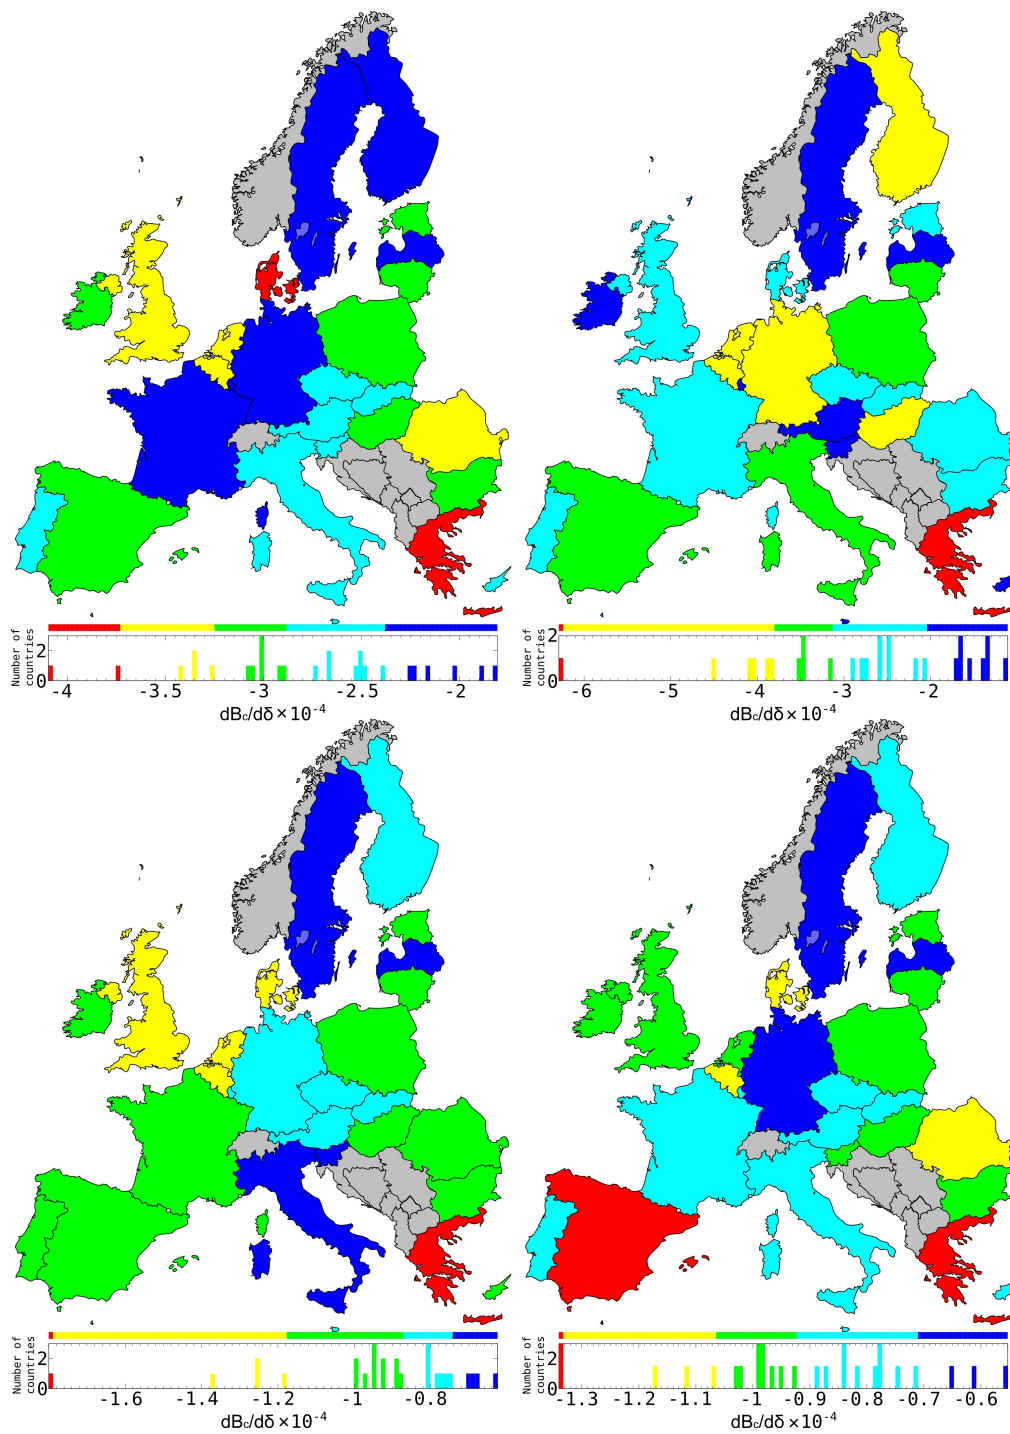 Number of
countries
2
0
-4
-3.5
-3
-2.5
-2
dBc/dδ×10-4
Number of
countries
2
0
-6
-5
-4
-3
-2
dBc/dδ×10-4
Number of
countries
2
0
-1.6
-1.4
-1.2
-1
-0.8
dBc/dδ×10-4
Number of
countries
2
0
-1.3
-1.2
-1.1
-1
-0.9
-0.8
-0.7
-0.6
dBc/dδ×10-4